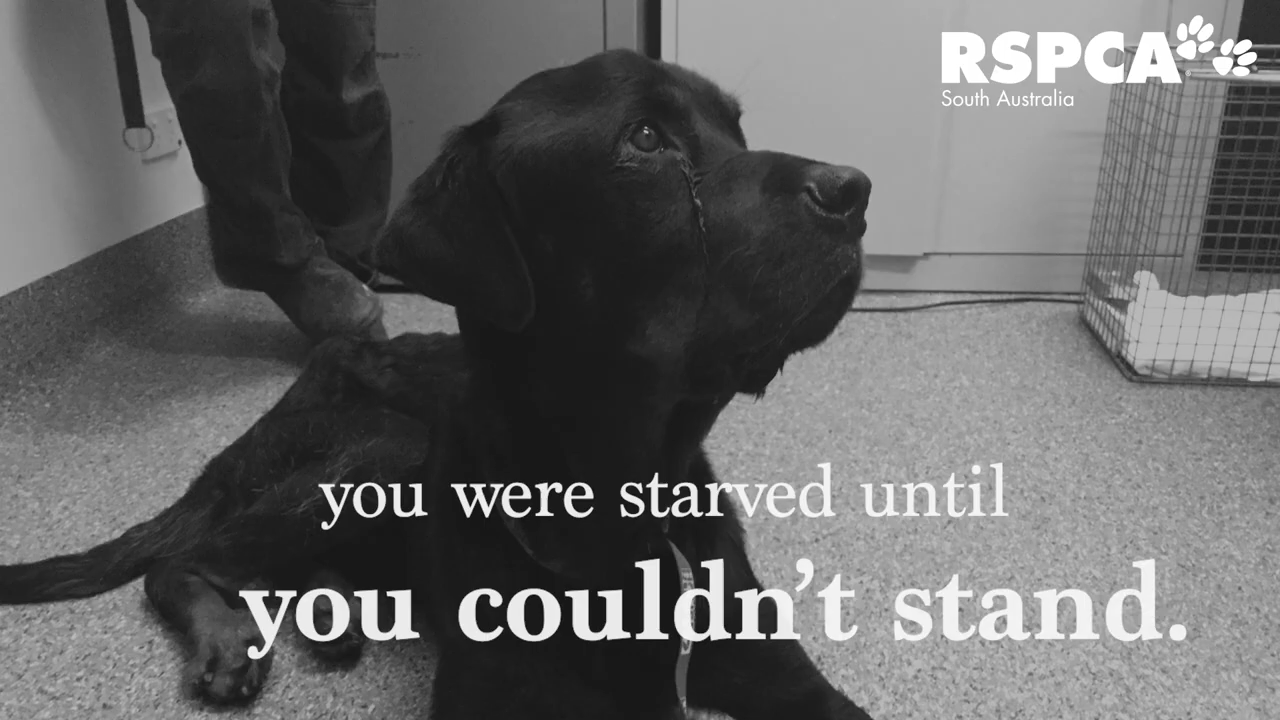 RSPCA
South Australia
you were starved until
you couldn't stand.